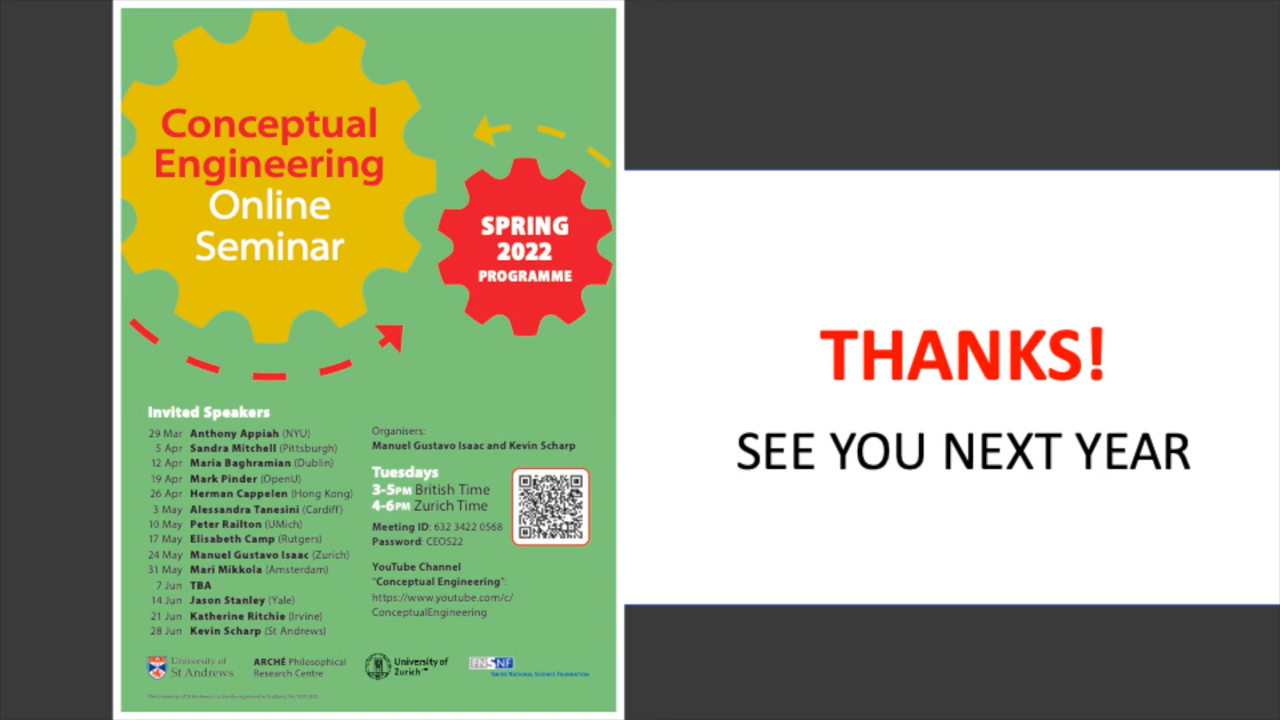 Conceptual
Engineering
Online
Seminar
SPRING
2022
PROGRAMME
Invited Speakers
29 Mar Anthony Appiah (NYU)
5 Apr Sandra Mitchell (Pittsburgh)
12 Apr Maria Baghramian (Dublin)
19 Apr Mark Pinder (OpenU)
26 Apr Herman Cappelen (Hong Kong)
3 May Alessandra Tanesini (Cardiff)
10 May Peter Railton (UMich)
17 May Elisabeth Camp (Rutgers)
24 May Manuel Gustavo Isaac (Zurich)
31 May Mari Mikkola (Amsterdam)
7 Jun TBA
14 Jun Jason Stanley (Yale)
21 Jun Katherine Ritchie (Irvine)
28 Jun Kevin Scharp (St Andrews)
Organisers:
Manuel Gustavo Isaac and Kevin Scharp
Tuesdays
3-5PM British Time
4-6PM Zurich Time
Meeting ID: 632 3422 0568
Password: CEOS22
YouTube Channel
"Conceptual Engineering":
https://www.youtube.com/c/
ConceptualEngineering
University of
St Andrews
ARCHÉ Philosophical
Research Centre
University of
Zurich
FNSNF
SWISS NATIONAL SCIENCE FOUNDATION
THANKS!
SEE YOU NEXT YEAR